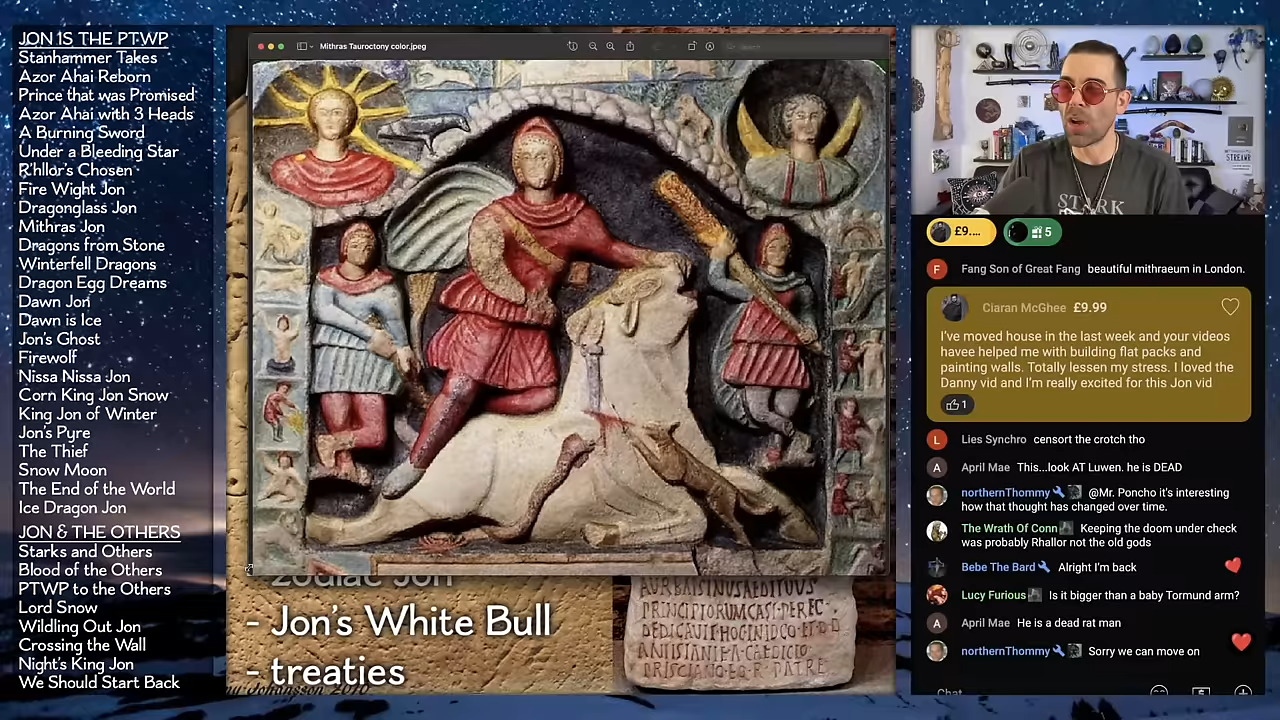 JON 1S THE PTWP
Stanhammer Takes
Azor Ahai Reborn
Prince that was Promised
Azor Ahai with 3 Heads
A Burning Sword
Under a Bleeding Star
R'hllor's Chosen
Fire Wight Jon
Dragonglass Jon
Mithras Jon
Dragons from Stone
Winterfell Dragons
Dragon Egg Dreams
Dawn Jon
Dawn is Ice
Jon's Ghost
Firewolf
Nissa Nissa Jon
Corn King Jon Snow
King Jon of Winter
Jon's Pyre
The Thief
Snow Moon
The End of the World
Ice Dragon Jon
JON & THE OTHERS
Starks and Others
Blood of the Others
PTWP to the Others
Lord Snow
Wildling Out Jon
Crossing the Wall
Night's King Jon
We Should Start Back
Mithras Tauroctony color.jpeg
Search
zodiac Jon
- Jon's White Bull
- treaties
Johansson 2010
STARK
£9....
5
F
Fang Son of Great Fang beautiful mithraeum in London.
Ciaran McGhee £9.99
I've moved house in the last week and your videos
havee helped me with building flat packs and
painting walls. Totally lessen my stress. I loved the
Danny vid and I'm really excited for this Jon vid
1
L
Lies Synchro censort the crotch tho
A
April Mae This...look AT Luwen. he is DEAD
northernThommy @Mr. Poncho it's interesting
how that thought has changed over time.
The Wrath Of Conn Keeping the doom under check
was probably Rhallor not the old gods
Bebe The Bard Alright I'm back
Lucy Furious Is it bigger than a baby Tormund arm?
A
April Mae He is a dead rat man
northernThommy Sorry we can move on
Chat